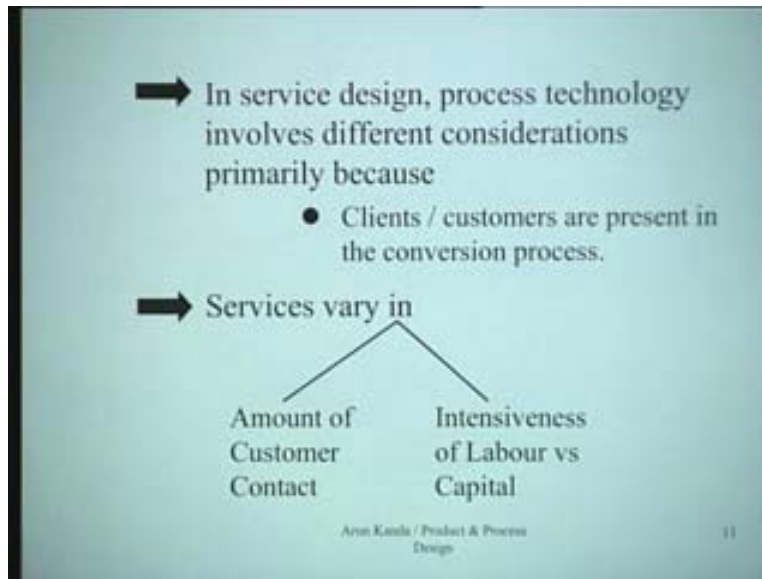 In service design, process technology
involves different considerations
primarily because
● Clients / customers are present in
the conversion process.
Services vary in
Amount of
Customer
Contact
Intensiveness
of Labour vs
Capital
Arun Kanda / Product & Process
Design
11